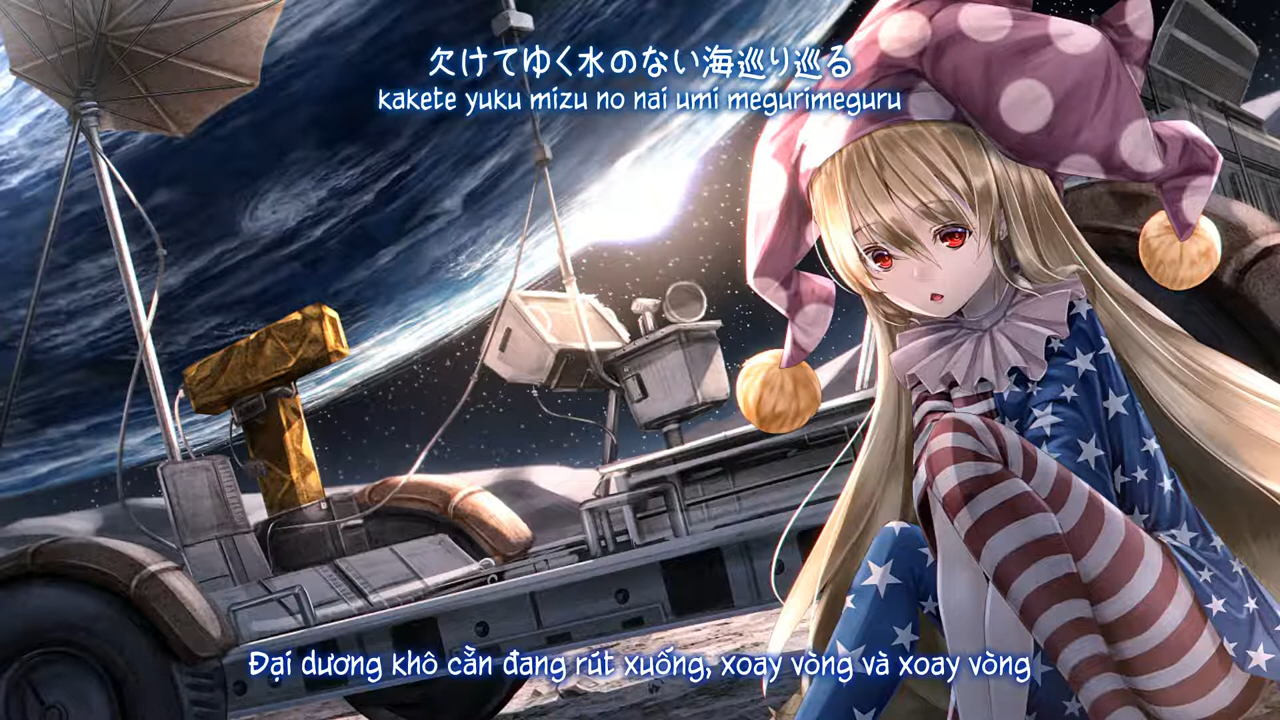 欠けてゆく水のない海巡り巡る
kakete yuku mizu no nai umi megurimeguru
Đại dương khô cằn đang rút xuống, xoay vòng và xoay vòng